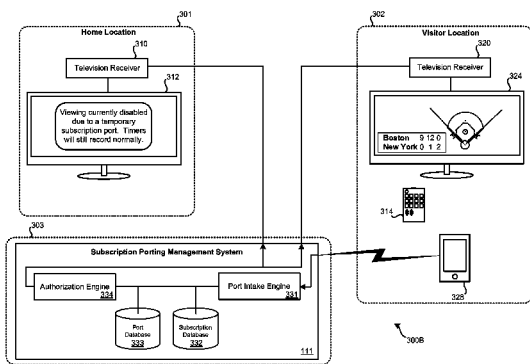 301
Home Location
310
Television Receiver
312
Viewing currently disabled
due to a temporary
subscription port. Timers
will still record normally.
302
Visitor Location
320
Television Receiver
324
Boston 9 12 0
New York 0 1 2
314
328
303
Subscription Porting Management System
Authorization Engine
334
Port Intake Engine
331
Port
Database
333
Subscription
Database
332
111
300B